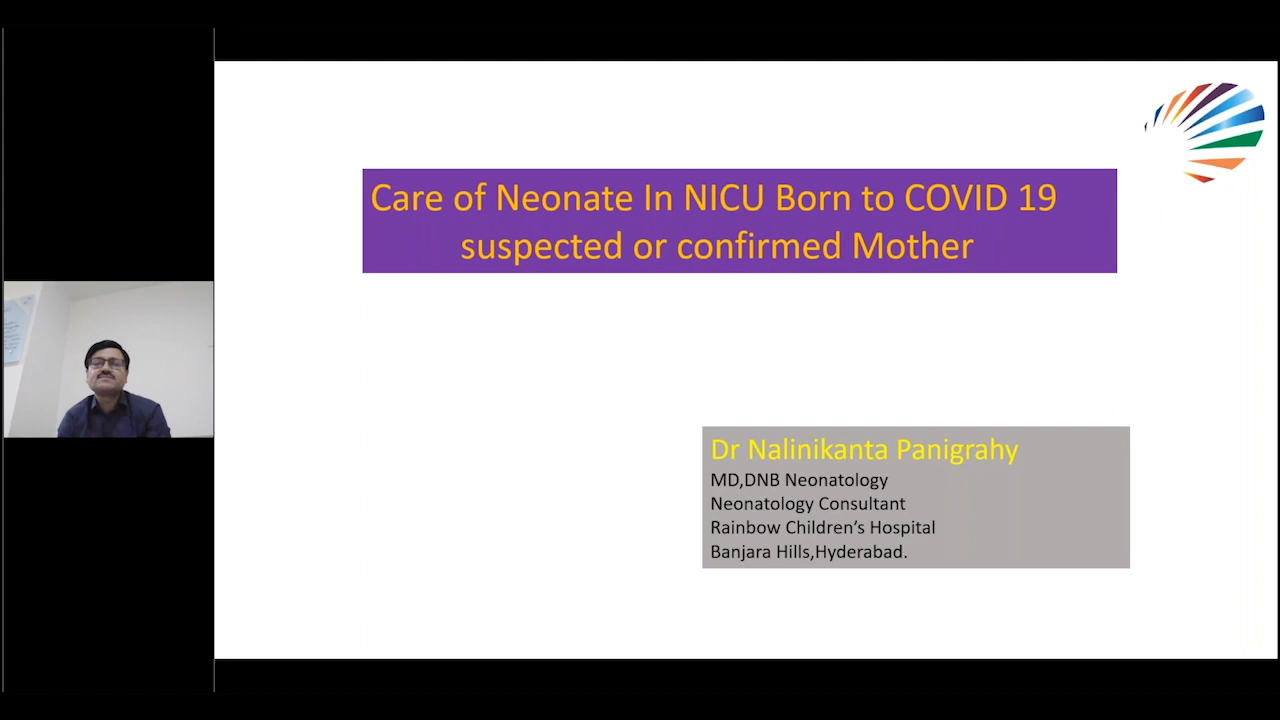 Care of Neonate In NICU Born to COVID 19
suspected or confirmed Mother
Dr Nalinikanta Panigrahy
MD,DNB Neonatology
Neonatology Consultant
Rainbow Children’s Hospital
Banjara Hills,Hyderabad.